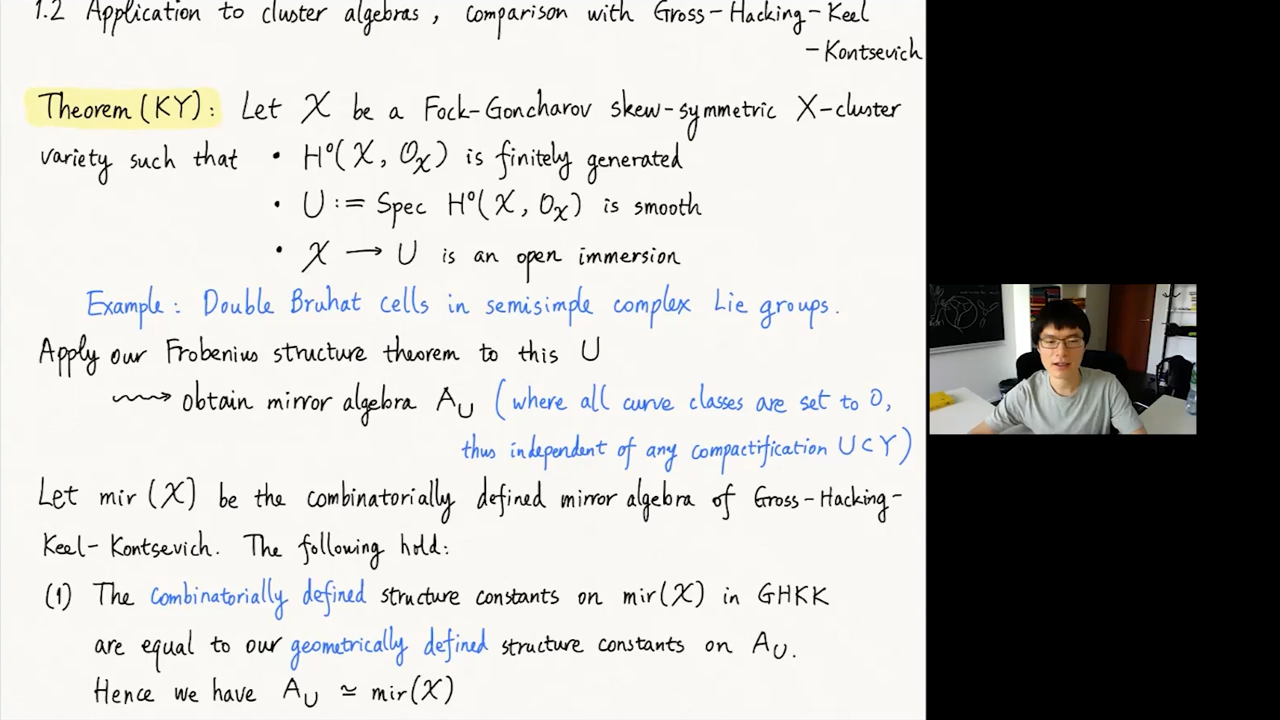 1.2 Application to cluster algebras, comparison with Gross-Hacking-Keel
-Kontsevich
Theorem (KY): Let X be a Fock-Goncharov skew-symmetric X-cluster
variety such that • H⁰(X, O_X) is finitely generated
• U := Spec H⁰(X, O_X) is smooth
• X → U is an open immersion
Example: Double Bruhat cells in semisimple complex Lie groups.
Apply our Frobenius structure theorem to this U
⇝ obtain mirror algebra A_U (where all curve classes are set to 0,
thus independent of any compactification U⊂Y)
Let mir(X) be the combinatorially defined mirror algebra of Gross-Hacking-
Keel-Kontsevich. The following hold:
(1) The combinatorially defined structure constants on mir(X) in GHKK
are equal to our geometrically defined structure constants on A_U.
Hence we have A_U ≃ mir(X)